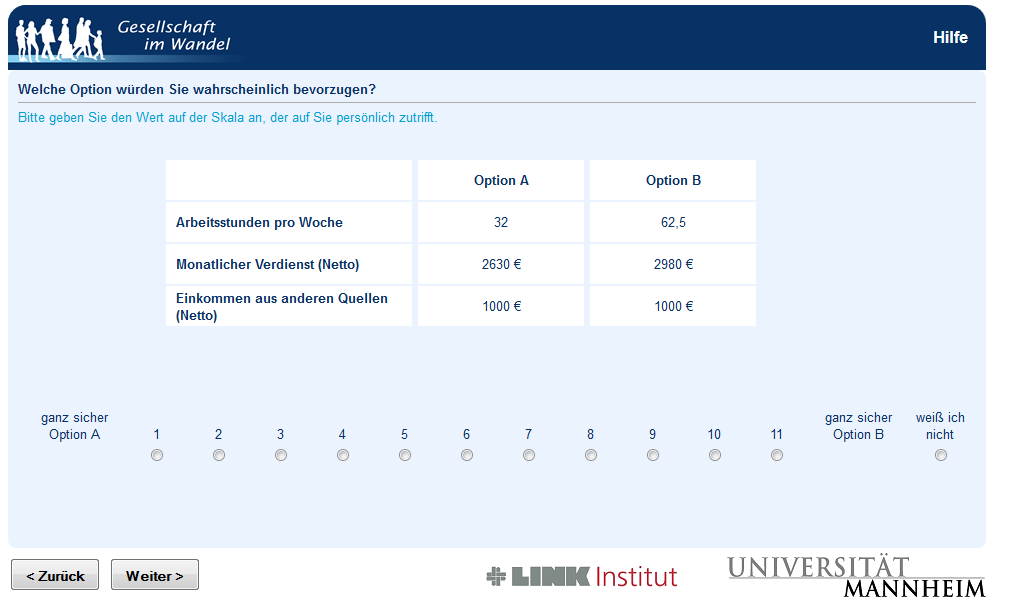 Gesellschaft
im Wandel
Hilfe
Welche Option würden Sie wahrscheinlich bevorzugen?
Bitte geben Sie den Wert auf der Skala an, der auf Sie persönlich zutrifft.
Option A Option B
Arbeitsstunden pro Woche 32 62,5
Monatlicher Verdienst (Netto) 2630 € 2980 €
Einkommen aus anderen Quellen
(Netto) 1000 € 1000 €
ganz sicher ganz sicher weiß ich
Option A 1 2 3 4 5 6 7 8 9 10 11 Option B nicht
< Zurück Weiter >
LINK Institut
UNIVERSITÄT
MANNHEIM